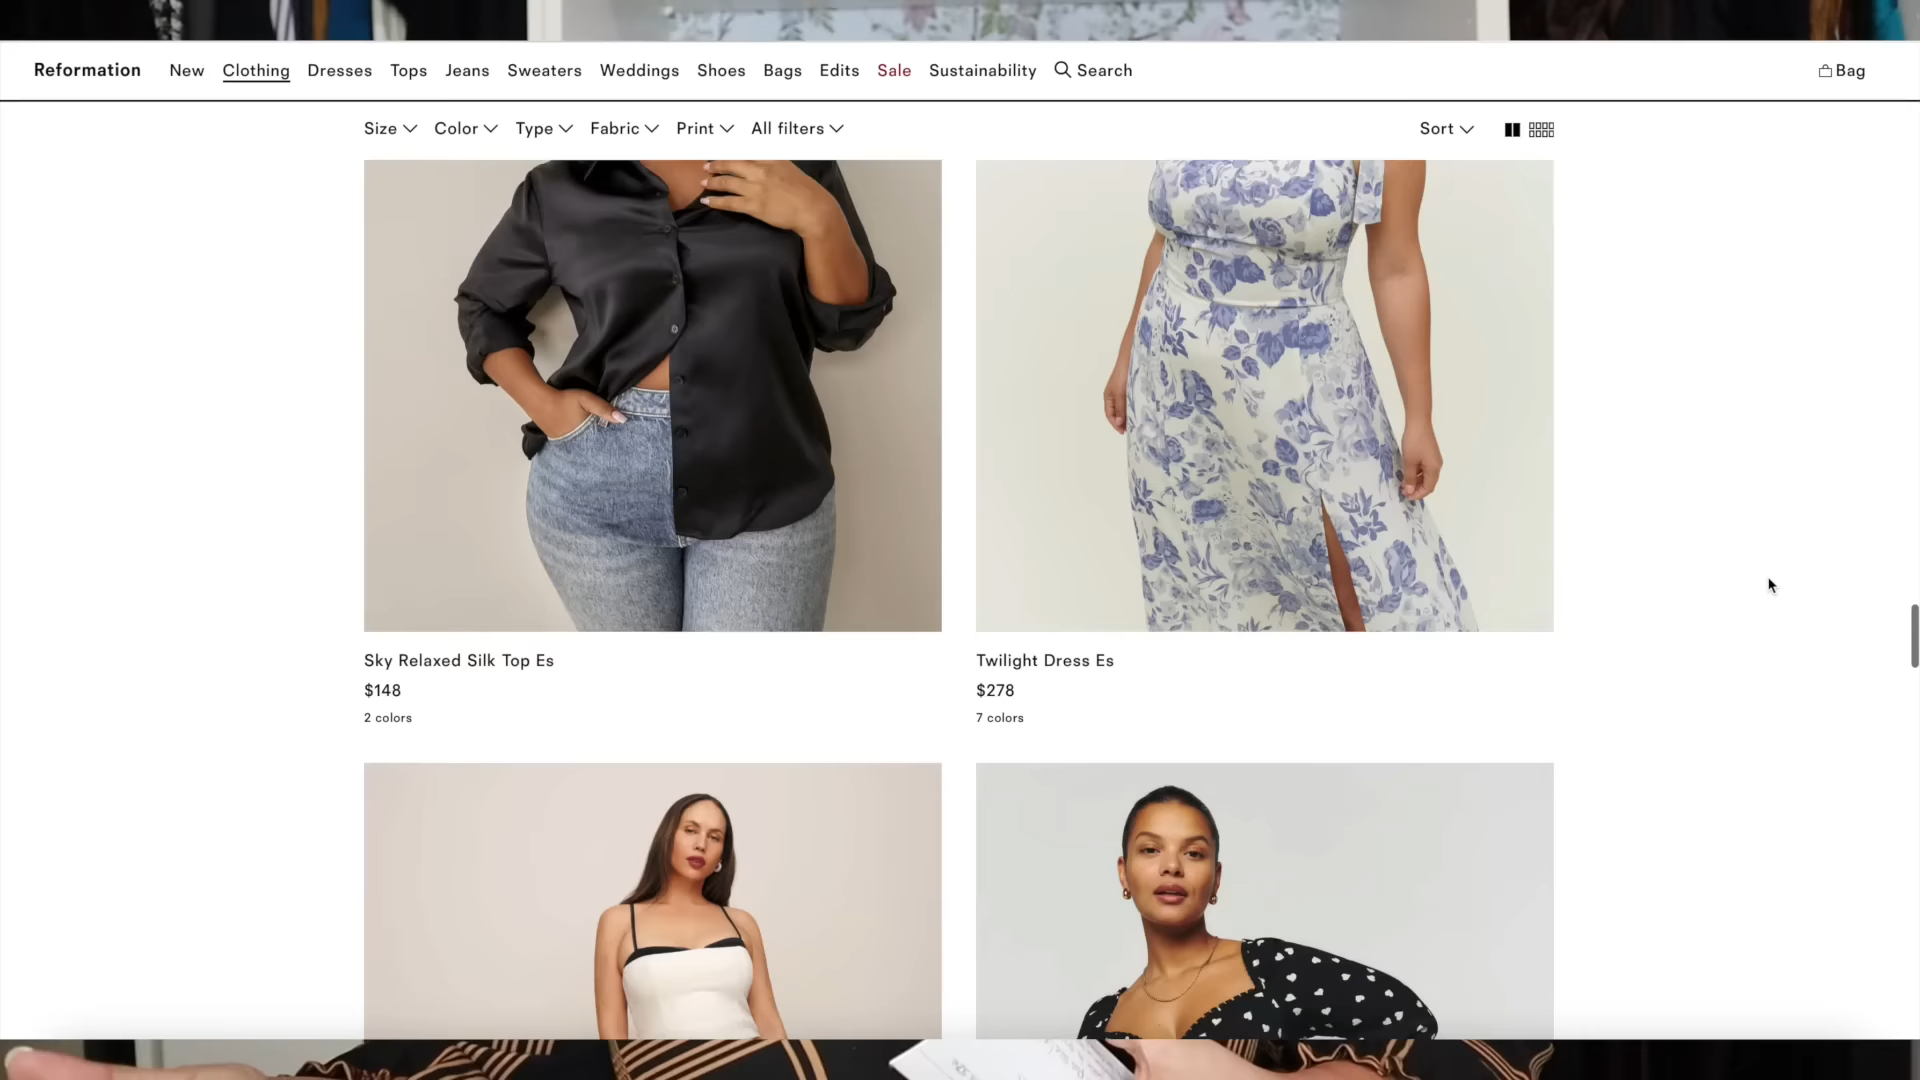 Reformation New Clothing Dresses Tops Jeans Sweaters Weddings Shoes Bags Edits Sale Sustainability Search Bag
Size Color Type Fabric Print All filters Sort
Sky Relaxed Silk Top Es
$148
2 colors
Twilight Dress Es
$278
7 colors